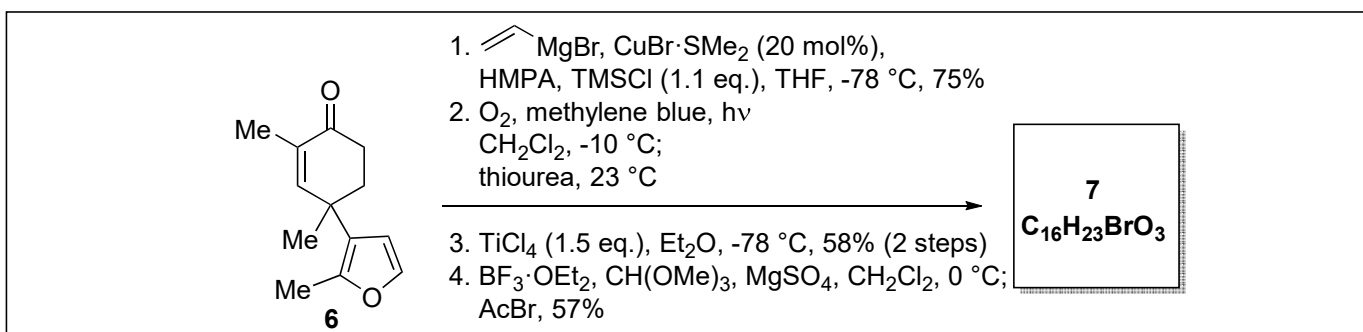 1. MgBr, CuBr·SMe₂ (20 mol%),
HMPA, TMSCl (1.1 eq.), THF, -78 °C, 75%
2. O₂, methylene blue, hν
CH₂Cl₂, -10 °C;
thiourea, 23 °C
3. TiCl₄ (1.5 eq.), Et₂O, -78 °C, 58% (2 steps)
4. BF₃·OEt₂, CH(OMe)₃, MgSO₄, CH₂Cl₂, 0 °C;
AcBr, 57%
O
Me
Me
Me
O
6
7
C₁₆H₂₃BrO₃